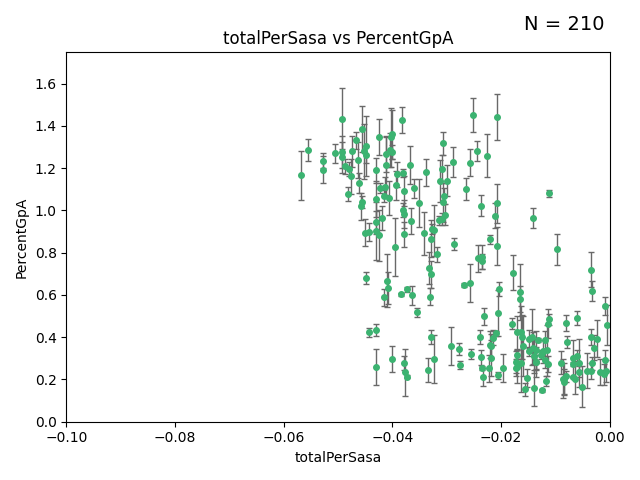 N = 210
totalPerSasa vs PercentGpA
PercentGpA
1.6
1.4
1.2
1.0
0.8
0.6
0.4
0.2
0.0
−0.10 −0.08 −0.06 −0.04 −0.02 0.00
totalPerSasa